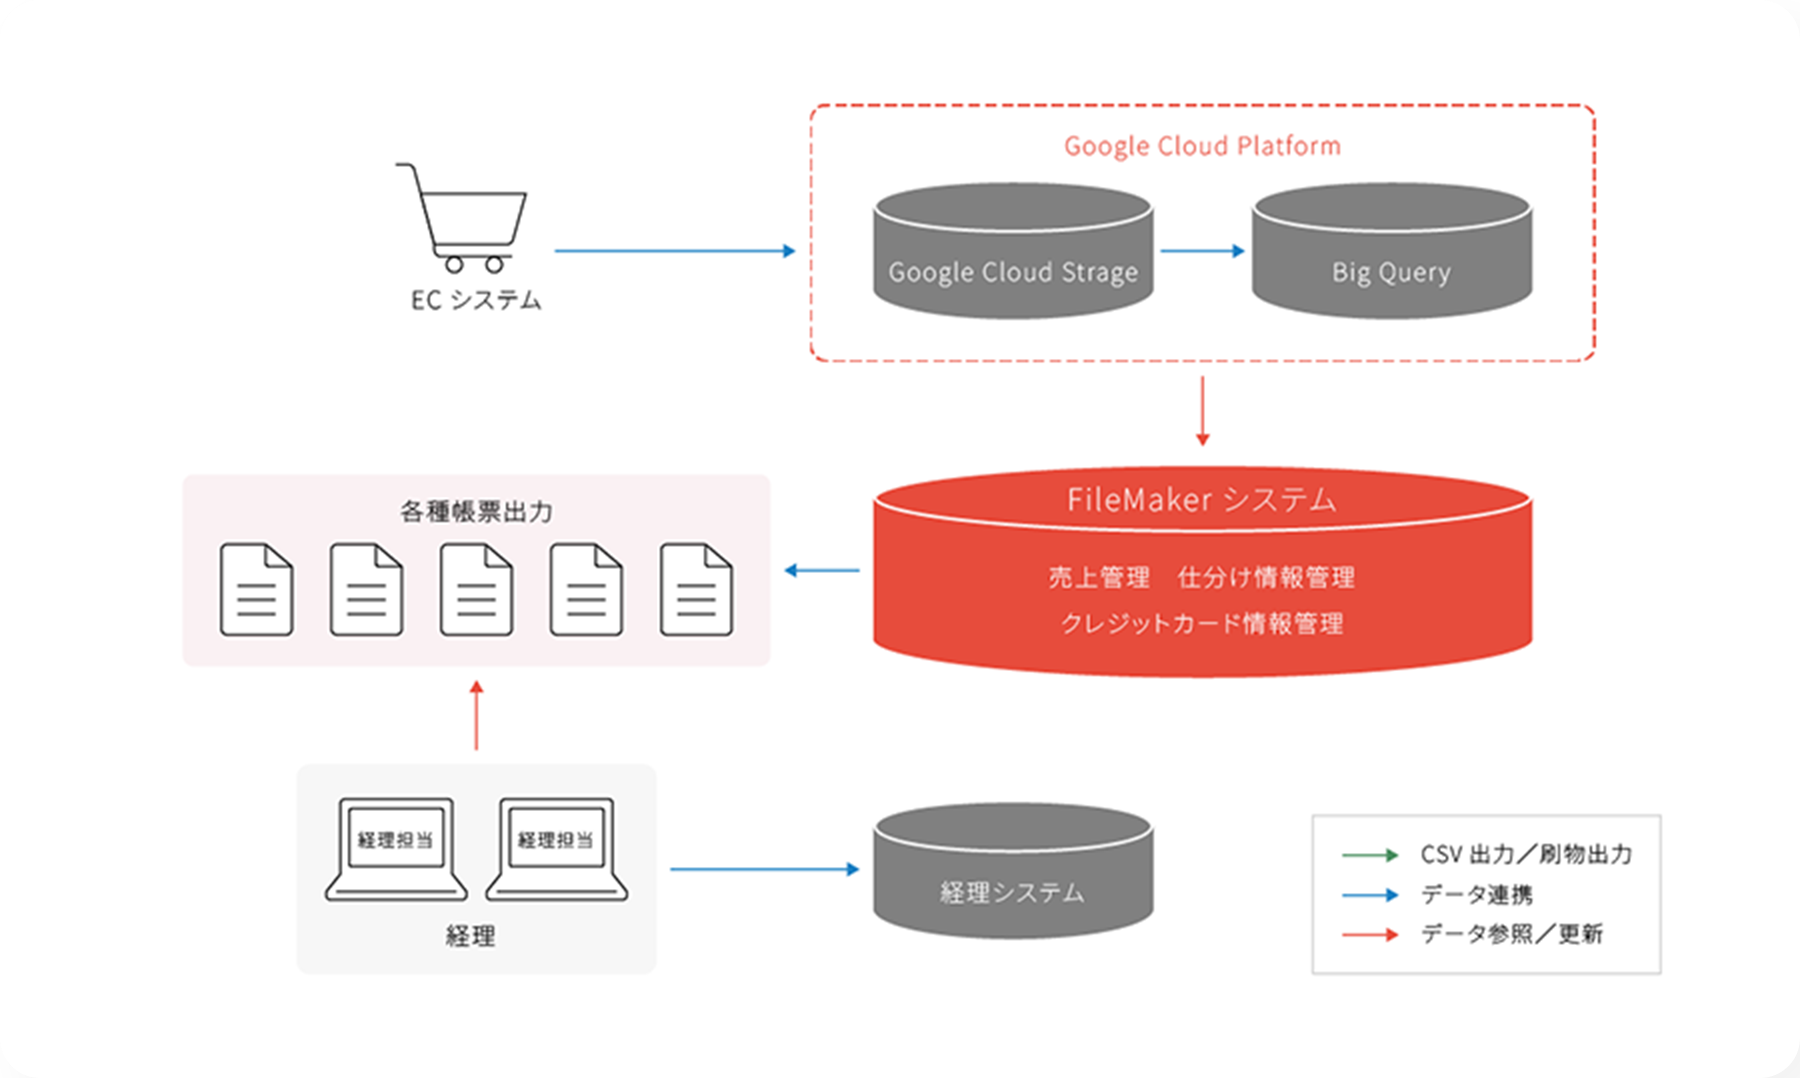 Google Cloud Platform
Google Cloud Strage
Big Query
EC システム
FileMaker システム
売上管理　仕分け情報管理
クレジットカード情報管理
各種帳票出力
経理担当
経理担当
経理
経理システム
CSV 出力／刷物出力
データ連携
データ参照／更新